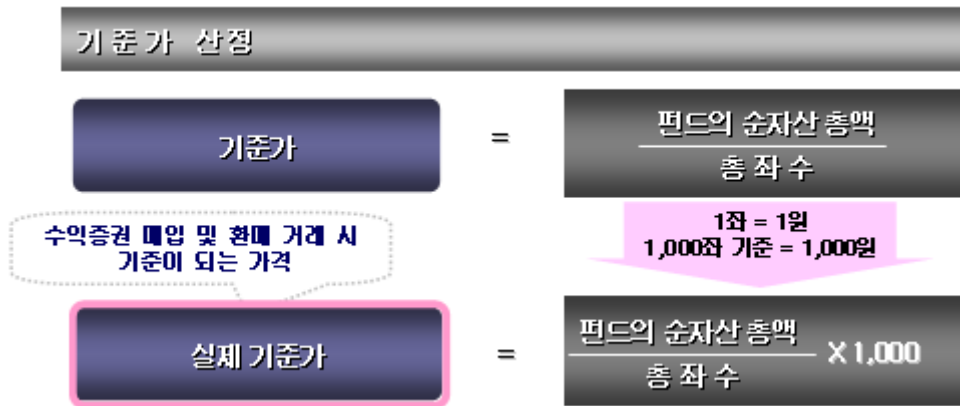 기준가 산정
기준가
=
펀드의 순자산 총액
총 좌 수
수익증권 매입 및 환매 거래 시
기준이 되는 가격
1좌 = 1원
1,000좌 기준 = 1,000원
실제 기준가
=
펀드의 순자산 총액
총 좌 수
X 1,000